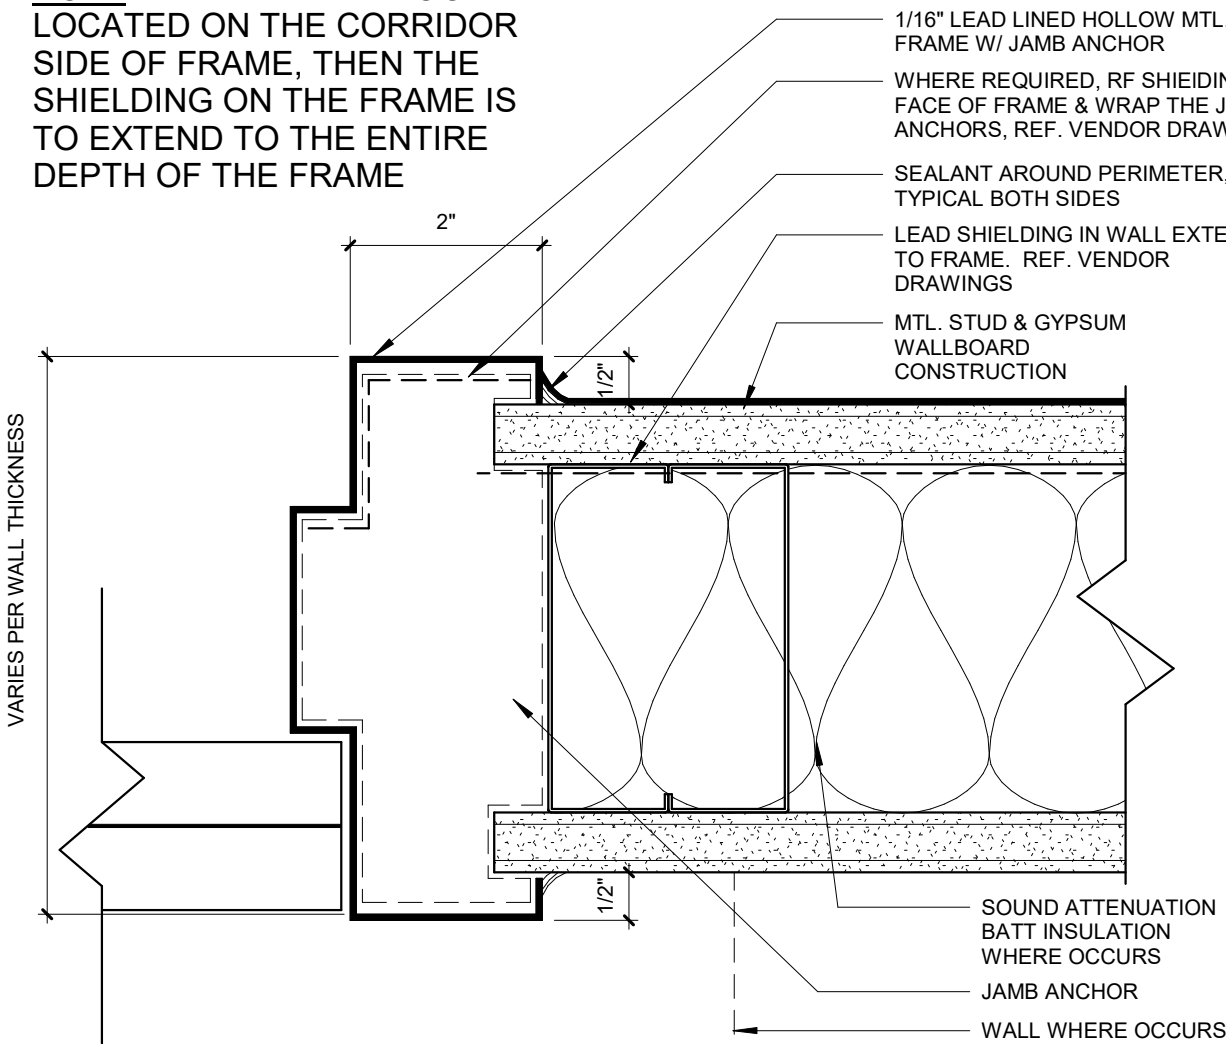 LOCATED ON THE CORRIDOR
SIDE OF FRAME, THEN THE
SHIELDING ON THE FRAME IS
TO EXTEND TO THE ENTIRE
DEPTH OF THE FRAME
1/16" LEAD LINED HOLLOW MTL.
FRAME W/ JAMB ANCHOR
WHERE REQUIRED, RF
FACE OF FRAME & WRAP THE
ANCHORS, REF. VENDOR
SEALANT AROUND PERIMETER,
TYPICAL BOTH SIDES
LEAD SHIELDING IN WALL
TO FRAME. REF. VENDOR
DRAWINGS
MTL. STUD & GYPSUM
WALLBOARD
CONSTRUCTION
2"
1/2"
VARIES PER WALL THICKNESS
1/2"
SOUND ATTENUATION
BATT INSULATION
WHERE OCCURS
JAMB ANCHOR
WALL WHERE OCCURS